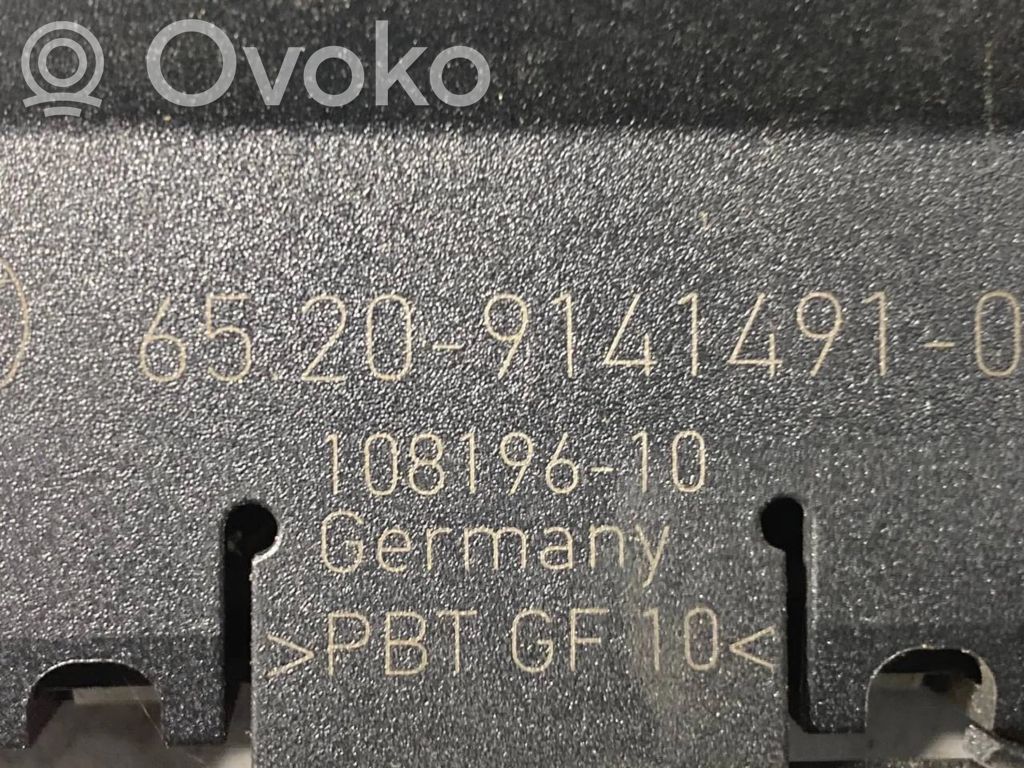 Ovoko
65.20-9141491-0
108196-10
Germany
>PBT GF 10<